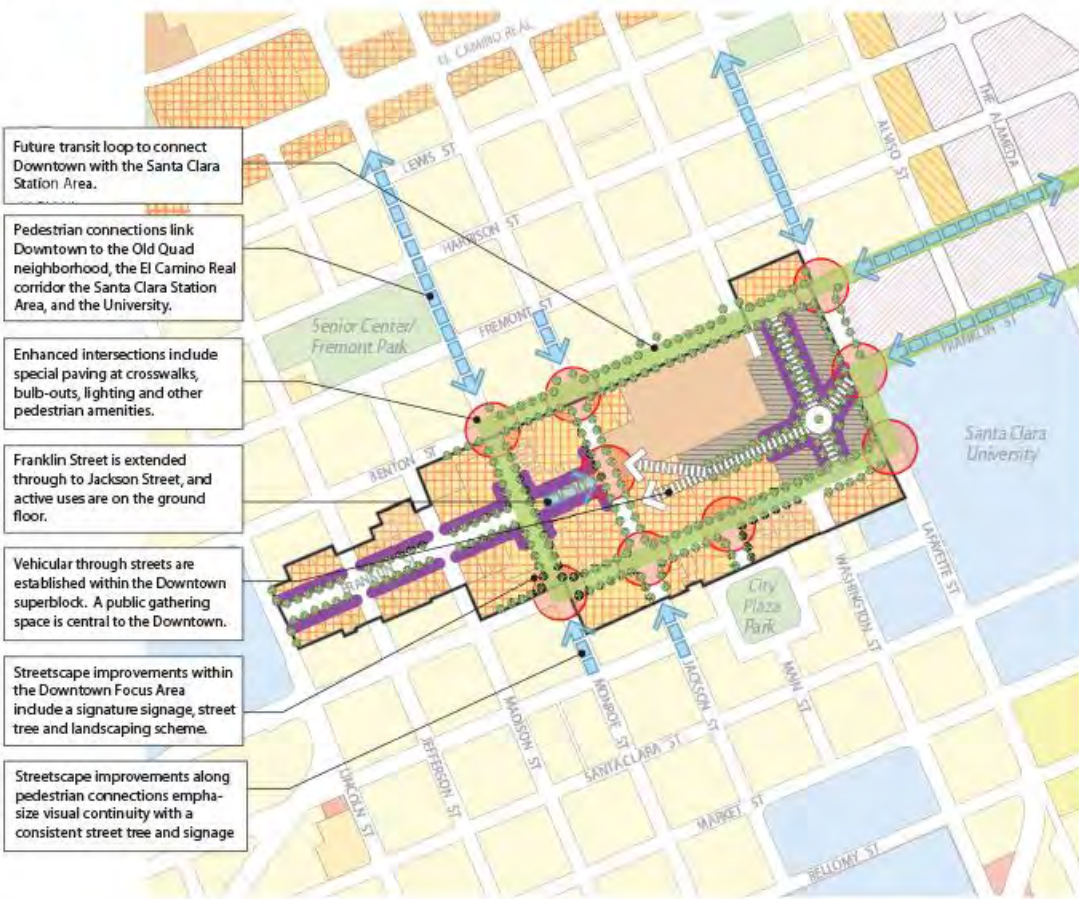 EL CAMINO REAL
LEWIS ST
HARRISON ST
FREMONT ST
BENTON ST
ALVISO ST
THE ALAMEDA
FRANKLIN ST
Future transit loop to connect
Downtown with the Santa Clara
Station Area.
Pedestrian connections link
Downtown to the Old Quad
neighborhood, the El Camino Real
corridor the Santa Clara Station
Area, and the University.
Enhanced intersections include
special paving at crosswalks,
bulb-outs, lighting and other
pedestrian amenities.
Franklin Street is extended
through to Jackson Street, and
active uses are on the ground
floor.
Vehicular through streets are
established within the Downtown
superblock. A public gathering
space is central to the Downtown.
Streetscape improvements within
the Downtown Focus Area
include a signature signage, street
tree and landscaping scheme.
Streetscape improvements along
pedestrian connections empha-
size visual continuity with a
consistent street tree and signage
Senior Center/
Fremont Park
Santa Clara
University
City
Plaza
Park
FRANKLIN
LINCOLN ST
JEFFERSON ST
MADISON ST
MONROE ST
JACKSON ST
MAIN ST
WASHINGTON ST
LAFAYETTE ST
SANTA CLARA ST
MARKET ST
BELLOMY ST